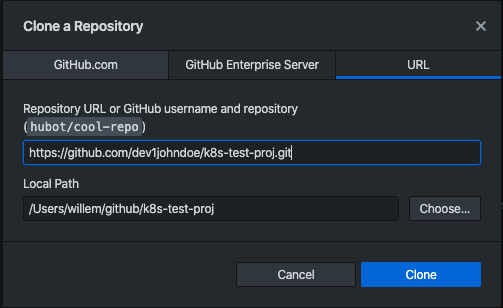 Clone a Repository
GitHub.com
GitHub Enterprise Server
URL
Repository URL or GitHub username and repository
(hubot/cool-repo)
https://github.com/dev1johndoe/k8s-test-proj.git
Local Path
/Users/willem/github/k8s-test-proj
Choose...
Cancel
Clone